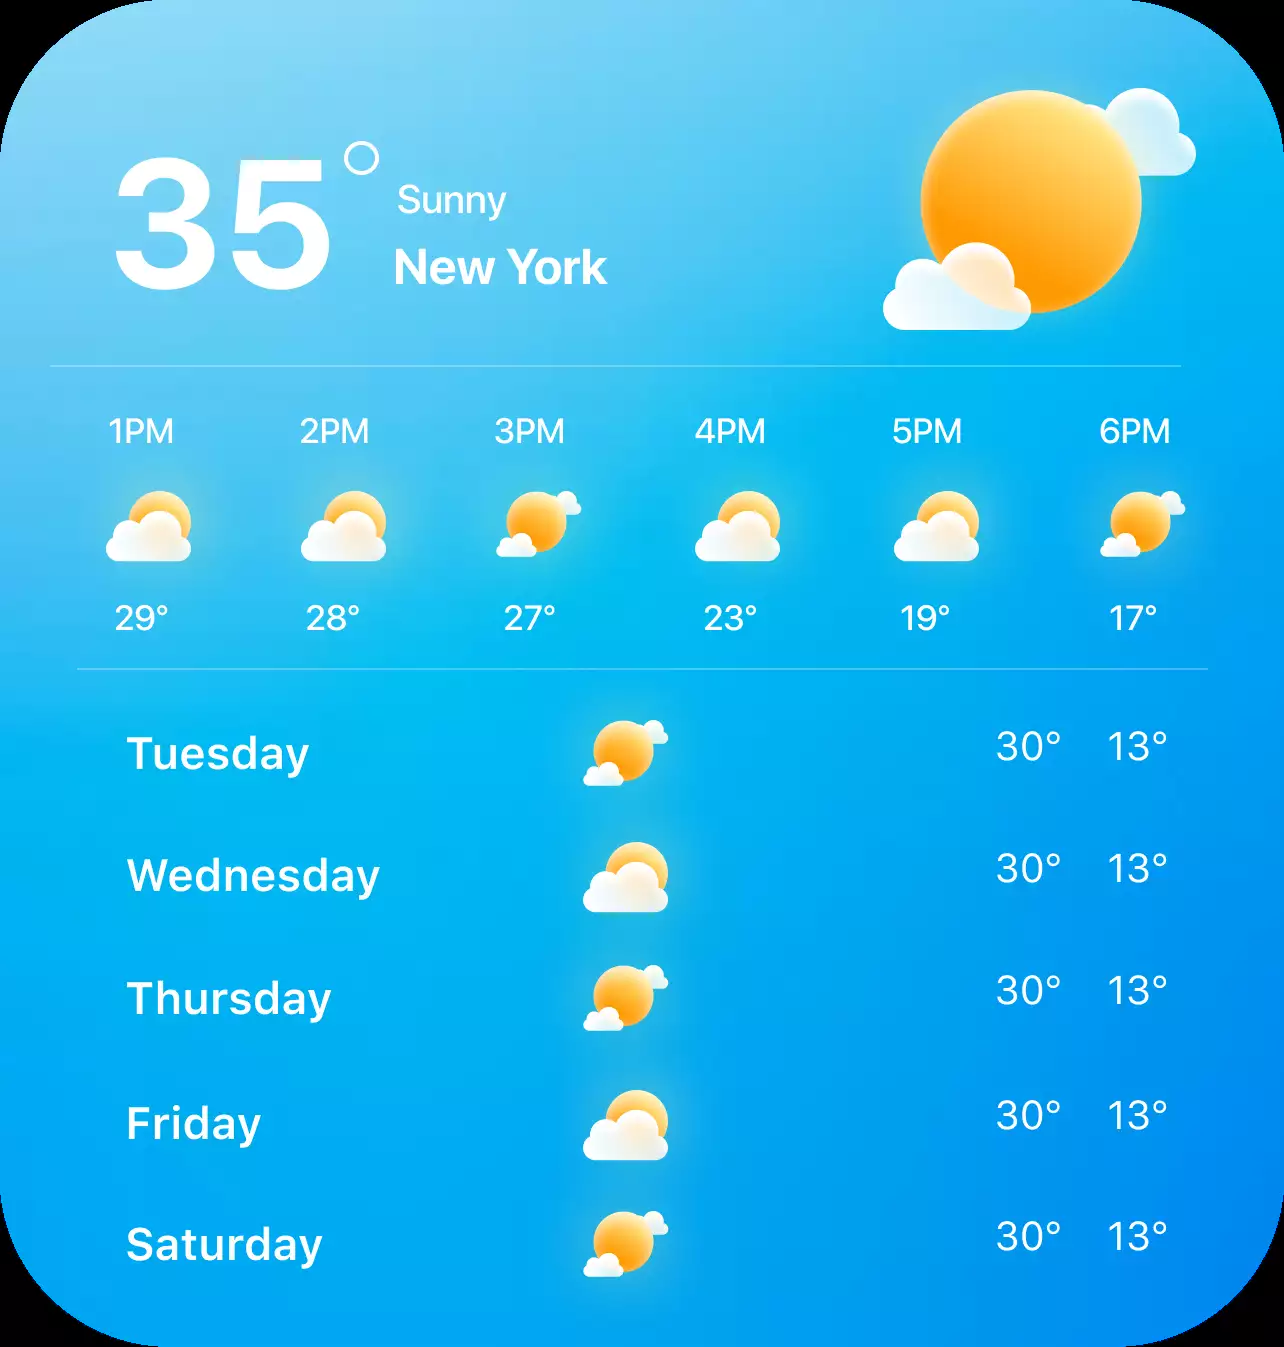 35°
Sunny
New York
1PM 2PM 3PM 4PM 5PM 6PM
29° 28° 27° 23° 19° 17°
Tuesday 30° 13°
Wednesday 30° 13°
Thursday 30° 13°
Friday 30° 13°
Saturday 30° 13°